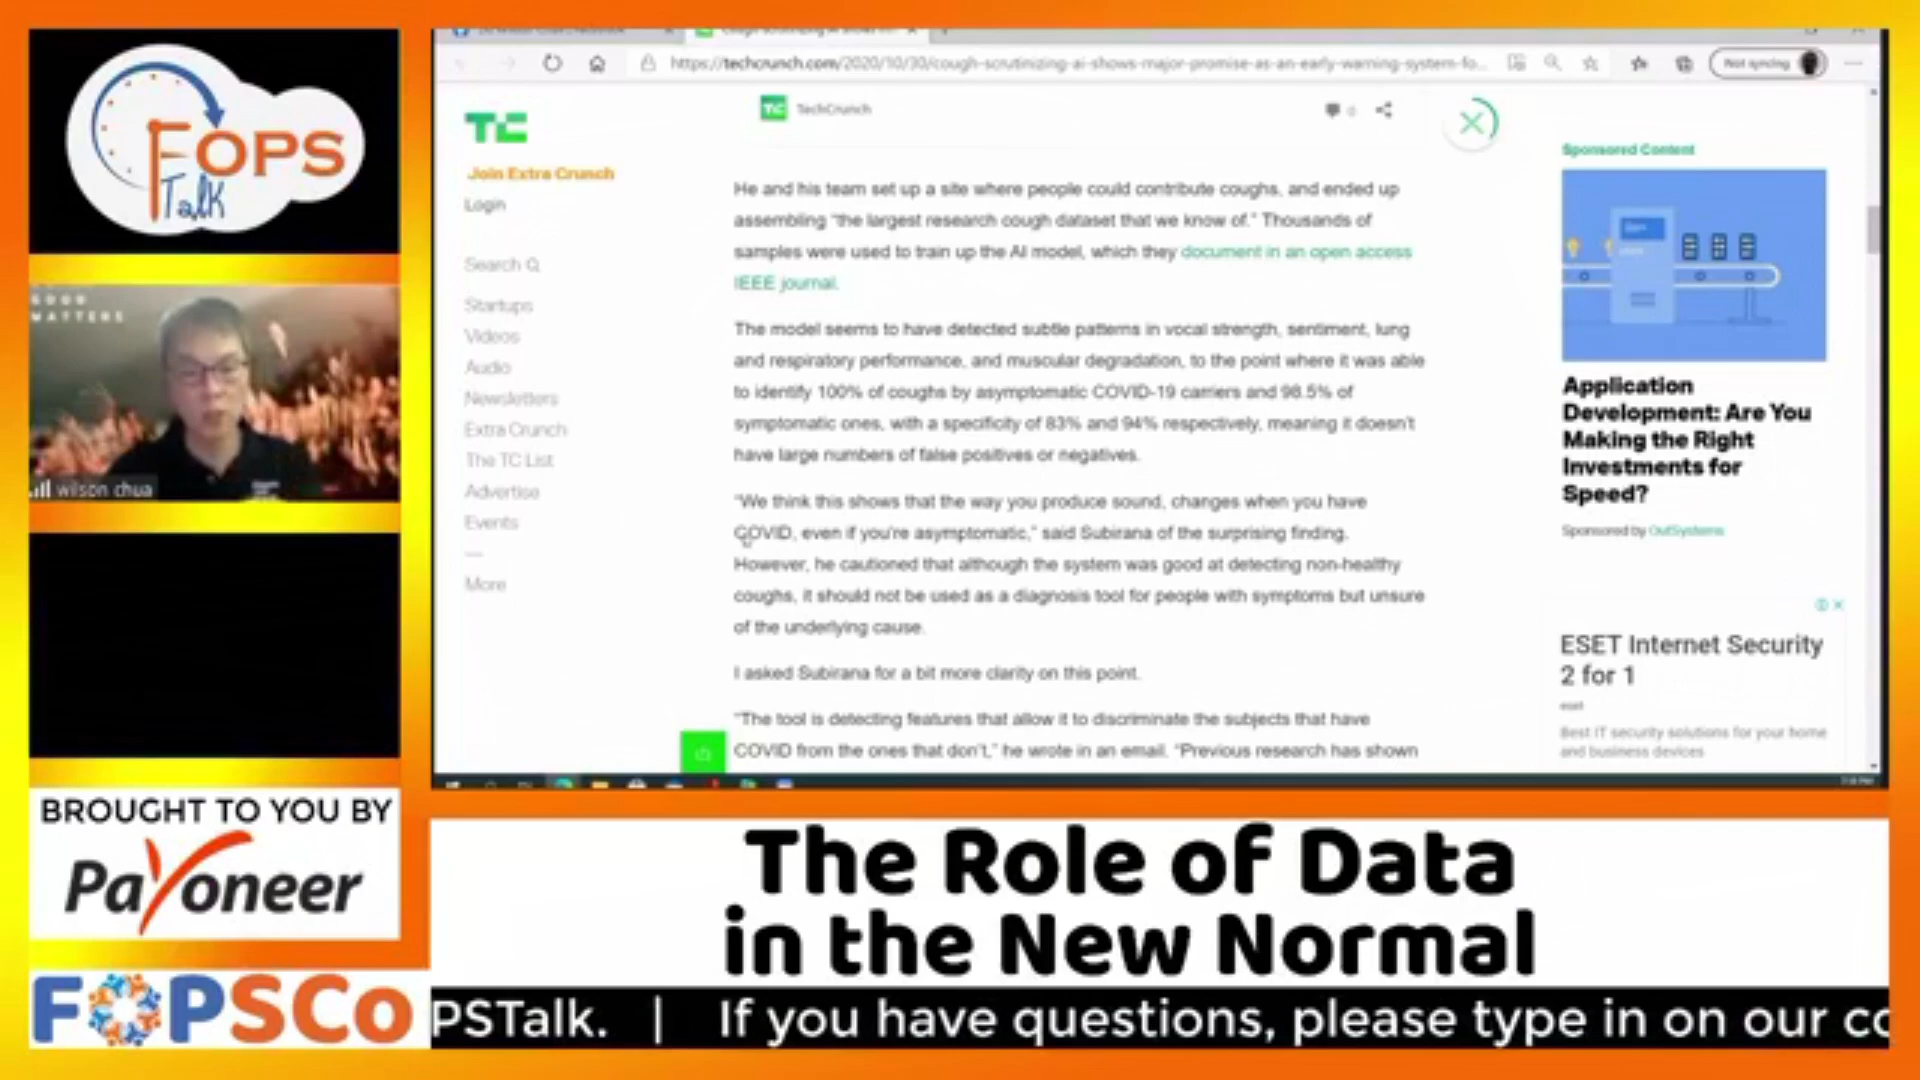 FOPS
Talk
GOOD
MATTERS
wilson chua
BROUGHT TO YOU BY
Payoneer
FOPSCo
https://techcrunch.com/2020/10/30/cough-scrutinizing-ai-shows-major-promise-as-an-early-warning-system-fo...
Not syncing
TC
Join Extra Crunch
Login
Search
Startups
Videos
Audio
Newsletters
Extra Crunch
The TC List
Advertise
Events
—
More
TC TechCrunch
0
He and his team set up a site where people could contribute coughs, and ended up
assembling “the largest research cough dataset that we know of.” Thousands of
samples were used to train up the AI model, which they document in an open access
IEEE journal.
The model seems to have detected subtle patterns in vocal strength, sentiment, lung
and respiratory performance, and muscular degradation, to the point where it was able
to identify 100% of coughs by asymptomatic COVID-19 carriers and 98.5% of
symptomatic ones, with a specificity of 83% and 94% respectively, meaning it doesn’t
have large numbers of false positives or negatives.
“We think this shows that the way you produce sound, changes when you have
COVID, even if you’re asymptomatic,” said Subirana of the surprising finding.
However, he cautioned that although the system was good at detecting non-healthy
coughs, it should not be used as a diagnosis tool for people with symptoms but unsure
of the underlying cause.
I asked Subirana for a bit more clarity on this point.
“The tool is detecting features that allow it to discriminate the subjects that have
COVID from the ones that don’t,” he wrote in an email. “Previous research has shown
Sponsored Content
Application
Development: Are You
Making the Right
Investments for
Speed?
Sponsored by OutSystems
ESET Internet Security
2 for 1
eset
Best IT security solutions for your home
and business devices
The Role of Data
in the New Normal
PSTalk. | If you have questions, please type in on our co